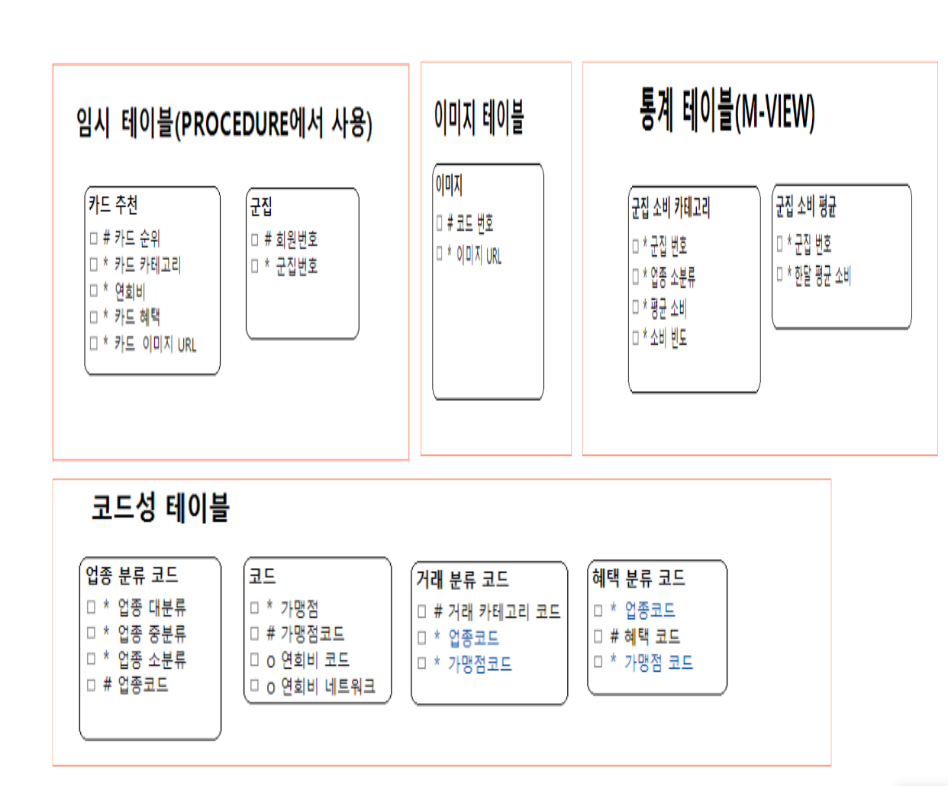 임시 테이블(PROCEDURE에서 사용)
카드 추천
□ # 카드 순위
□ * 카드 카테고리
□ * 연회비
□ * 카드 혜택
□ * 카드 이미지 URL
군집
□ # 회원번호
□ * 군집번호
이미지 테이블
이미지
□ # 코드 번호
□ * 이미지 URL
통계 테이블(M-VIEW)
군집 소비 카테고리
□ * 군집 번호
□ * 업종 소분류
□ * 평균 소비
□ * 소비 빈도
군집 소비 평균
□ * 군집 번호
□ * 한달 평균 소비
코드성 테이블
업종 분류 코드
□ * 업종 대분류
□ * 업종 중분류
□ * 업종 소분류
□ # 업종코드
코드
□ * 가맹점
□ # 가맹점코드
□ o 연회비 코드
□ o 연회비 네트워크
거래 분류 코드
□ # 거래 카테고리 코드
□ * 업종코드
□ * 가맹점코드
혜택 분류 코드
□ * 업종코드
□ # 혜택 코드
□ * 가맹점 코드